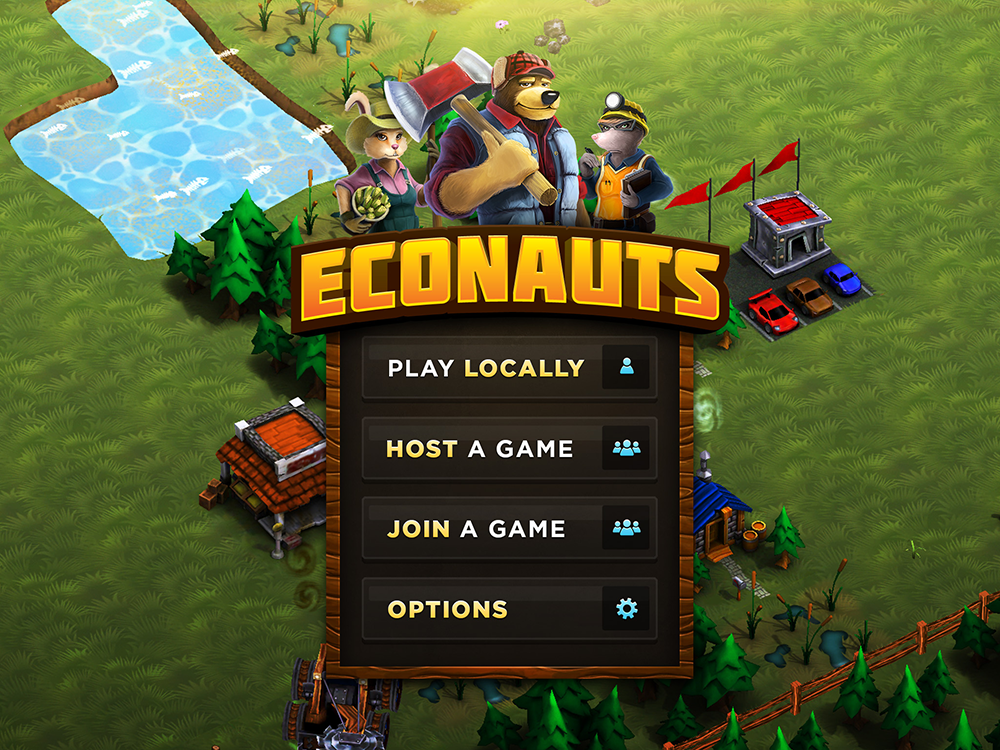 ECONAUTS
PLAY LOCALLY
HOST A GAME
JOIN A GAME
OPTIONS